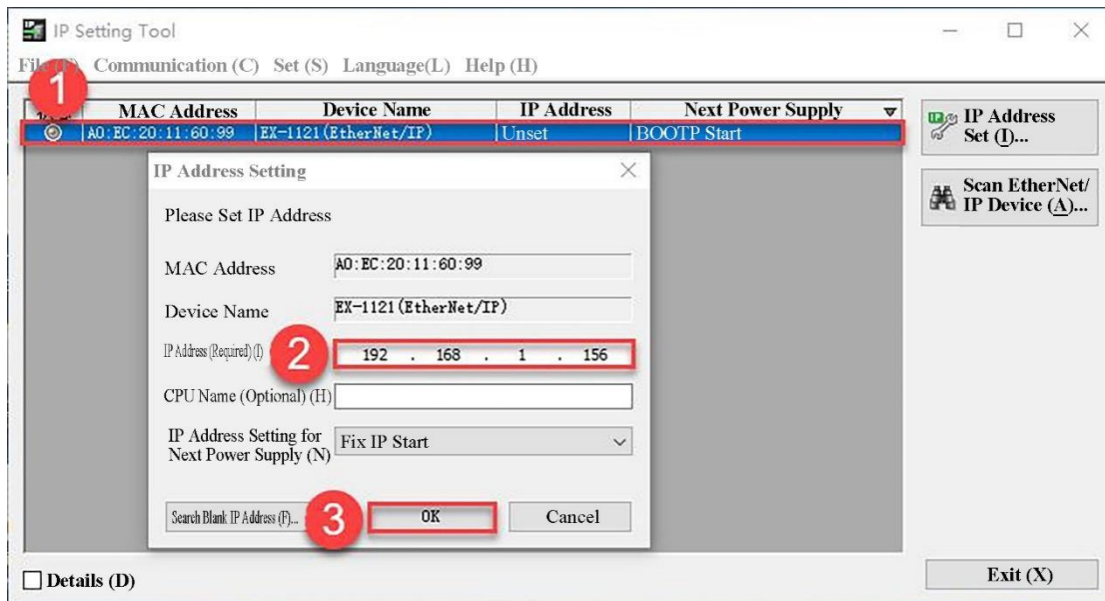 IP Setting Tool
File (F) Communication (C) Set (S) Language(L) Help (H)
1
MAC Address Device Name IP Address Next Power Supply
A0:EC:20:11:60:99 EX-1121(EtherNet/IP) Unset BOOTP Start
IP Address
Set (I)...
Scan EtherNet/
IP Device (A)...
IP Address Setting
Please Set IP Address
MAC Address A0:EC:20:11:60:99
Device Name EX-1121(EtherNet/IP)
IP Address (Required) (I) 2 192 . 168 . 1 . 156
CPU Name (Optional) (H)
IP Address Setting for
Next Power Supply (N) Fix IP Start
Search Blank IP Address (F)... 3 OK Cancel
Details (D)
Exit (X)